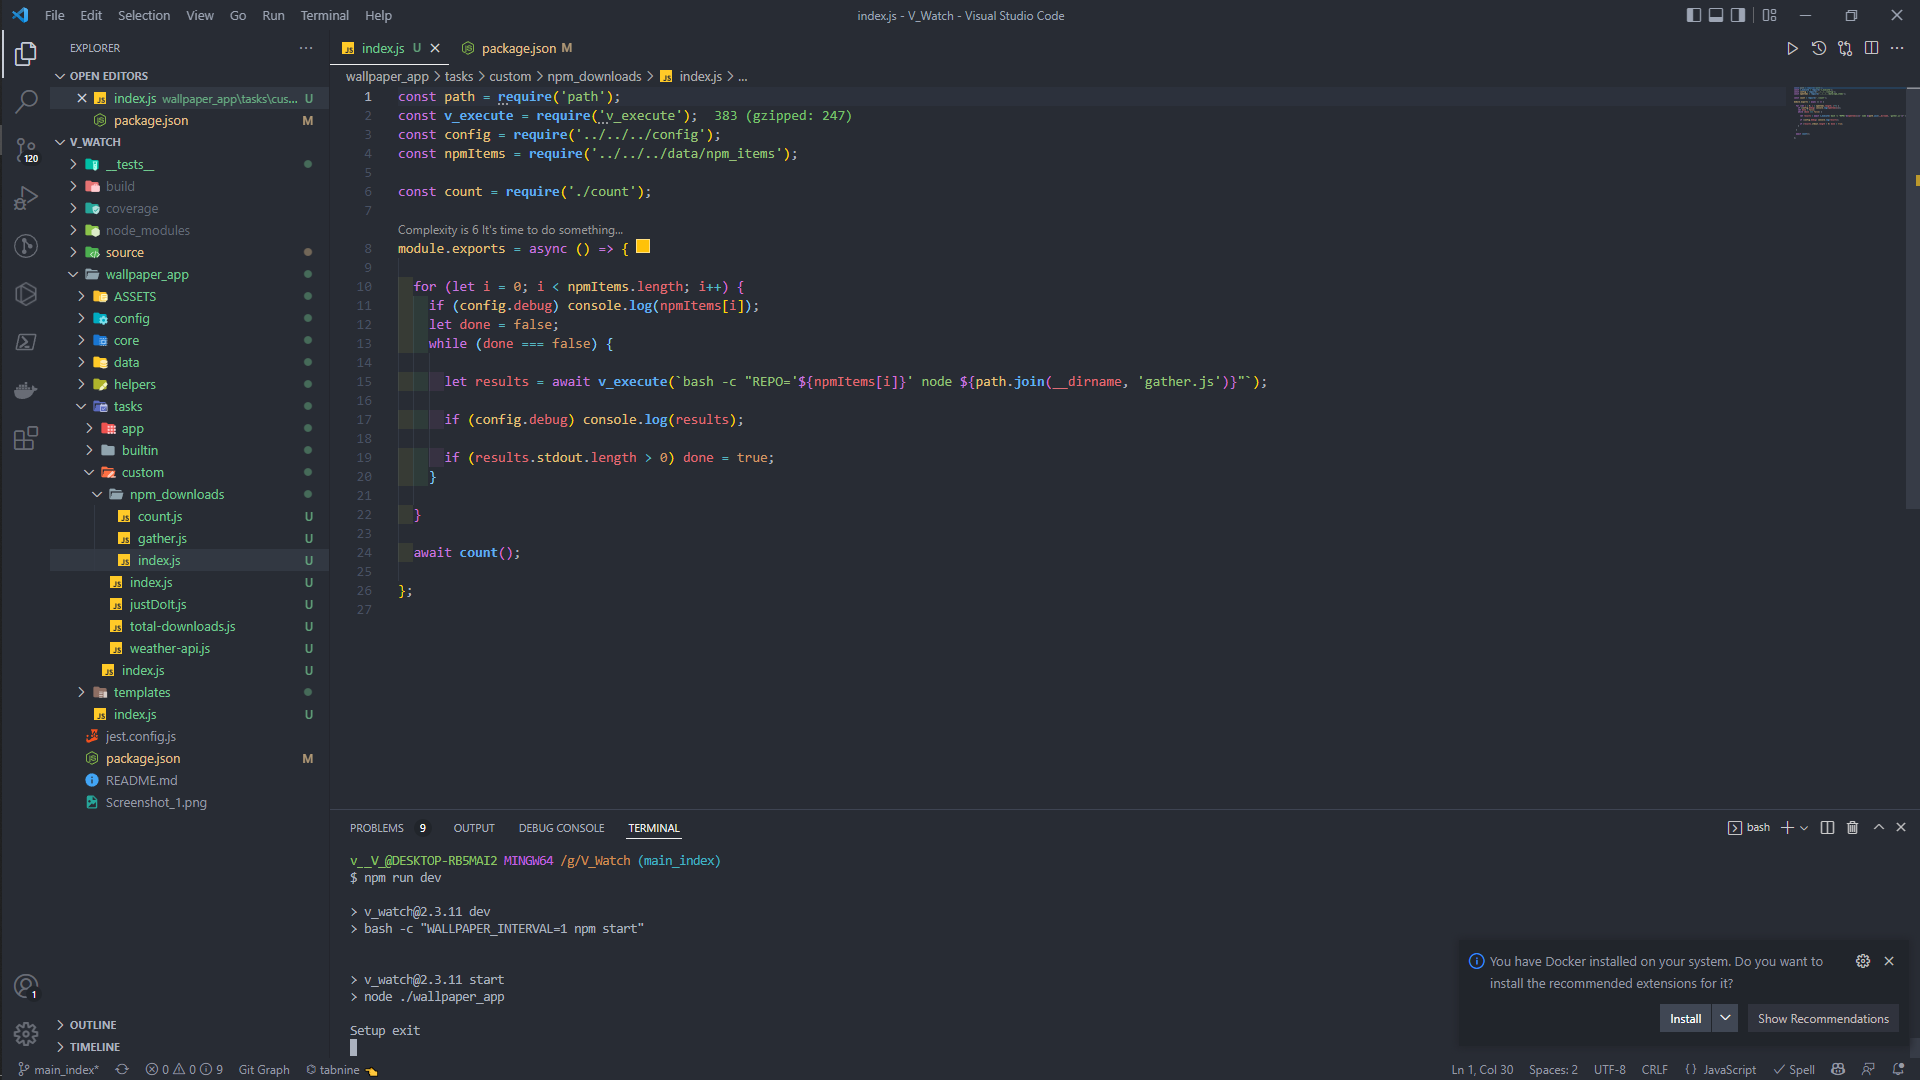 File Edit Selection View Go Run Terminal Help
index.js - V_Watch - Visual Studio Code
EXPLORER
OPEN EDITORS
index.js wallpaper_app\tasks\cus... U
package.json M
V_WATCH
__tests__
build
coverage
node_modules
source
wallpaper_app
ASSETS
config
core
data
helpers
tasks
app
builtin
custom
npm_downloads
count.js U
gather.js U
index.js U
index.js U
justDoIt.js U
total-downloads.js U
weather-api.js U
index.js U
templates
index.js U
jest.config.js
package.json M
README.md
Screenshot_1.png
OUTLINE
TIMELINE
120
1
index.js U
package.json M
wallpaper_app > tasks > custom > npm_downloads > JS index.js > ...
1 const path = require('path');
2 const v_execute = require('v_execute'); 383 (gzipped: 247)
3 const config = require('../../../config');
4 const npmItems = require('../../../data/npm_items');
5
6 const count = require('./count');
7
Complexity is 6 It's time to do something...
8 module.exports = async () => {
9
10 for (let i = 0; i < npmItems.length; i++) {
11 if (config.debug) console.log(npmItems[i]);
12 let done = false;
13 while (done === false) {
14
15 let results = await v_execute(`bash -c "REPO='${npmItems[i]}' node ${path.join(__dirname, 'gather.js')}"`);
16
17 if (config.debug) console.log(results);
18
19 if (results.stdout.length > 0) done = true;
20 }
21
22 }
23
24 await count();
25
26 };
27
PROBLEMS 9 OUTPUT DEBUG CONSOLE TERMINAL
bash
v__V_@DESKTOP-RB5MAI2 MINGW64 /g/V_Watch (main_index)
$ npm run dev
> v_watch@2.3.11 dev
> bash -c "WALLPAPER_INTERVAL=1 npm start"
> v_watch@2.3.11 start
> node ./wallpaper_app
Setup exit
You have Docker installed on your system. Do you want to
install the recommended extensions for it?
Install Show Recommendations
main_index* 0 0 9 Git Graph tabnine
Ln 1, Col 30 Spaces: 2 UTF-8 CRLF {} JavaScript Spell